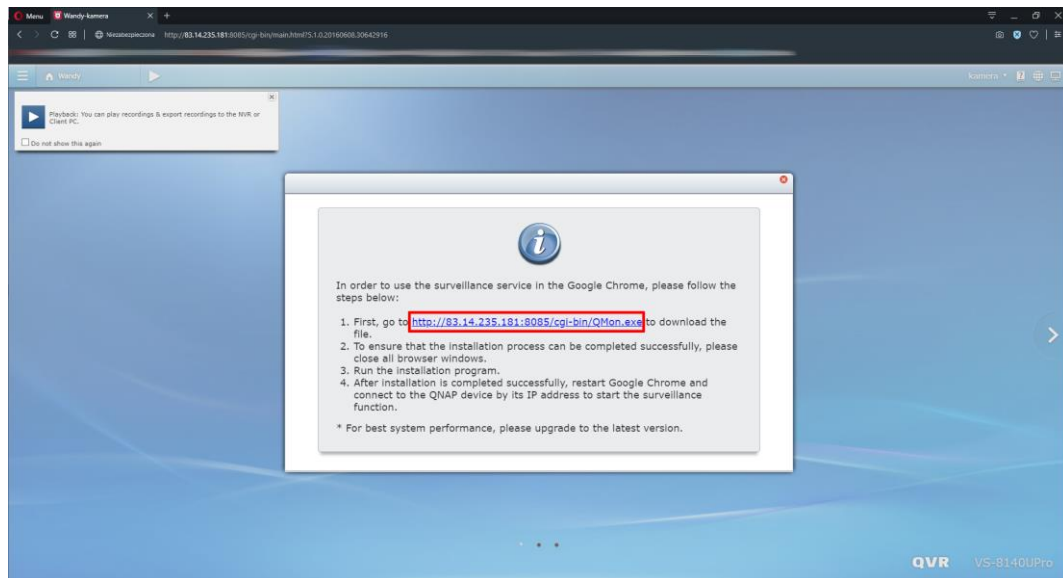 Menu
Wandy-kamera
Niezabezpieczona
http://83.14.235.181:8085/cgi-bin/main.html?5.1.0.20160608.30642916
Wandy
kamera
Playback: You can play recordings & export recordings to the NVR or
Client PC.
Do not show this again
In order to use the surveillance service in the Google Chrome, please follow the
steps below:
1. First, go to http://83.14.235.181:8085/cgi-bin/QMon.exe to download the
file.
2. To ensure that the installation process can be completed successfully, please
close all browser windows.
3. Run the installation program.
4. After installation is completed successfully, restart Google Chrome and
connect to the QNAP device by its IP address to start the surveillance
function.
* For best system performance, please upgrade to the latest version.
QVR VS-8140UPro